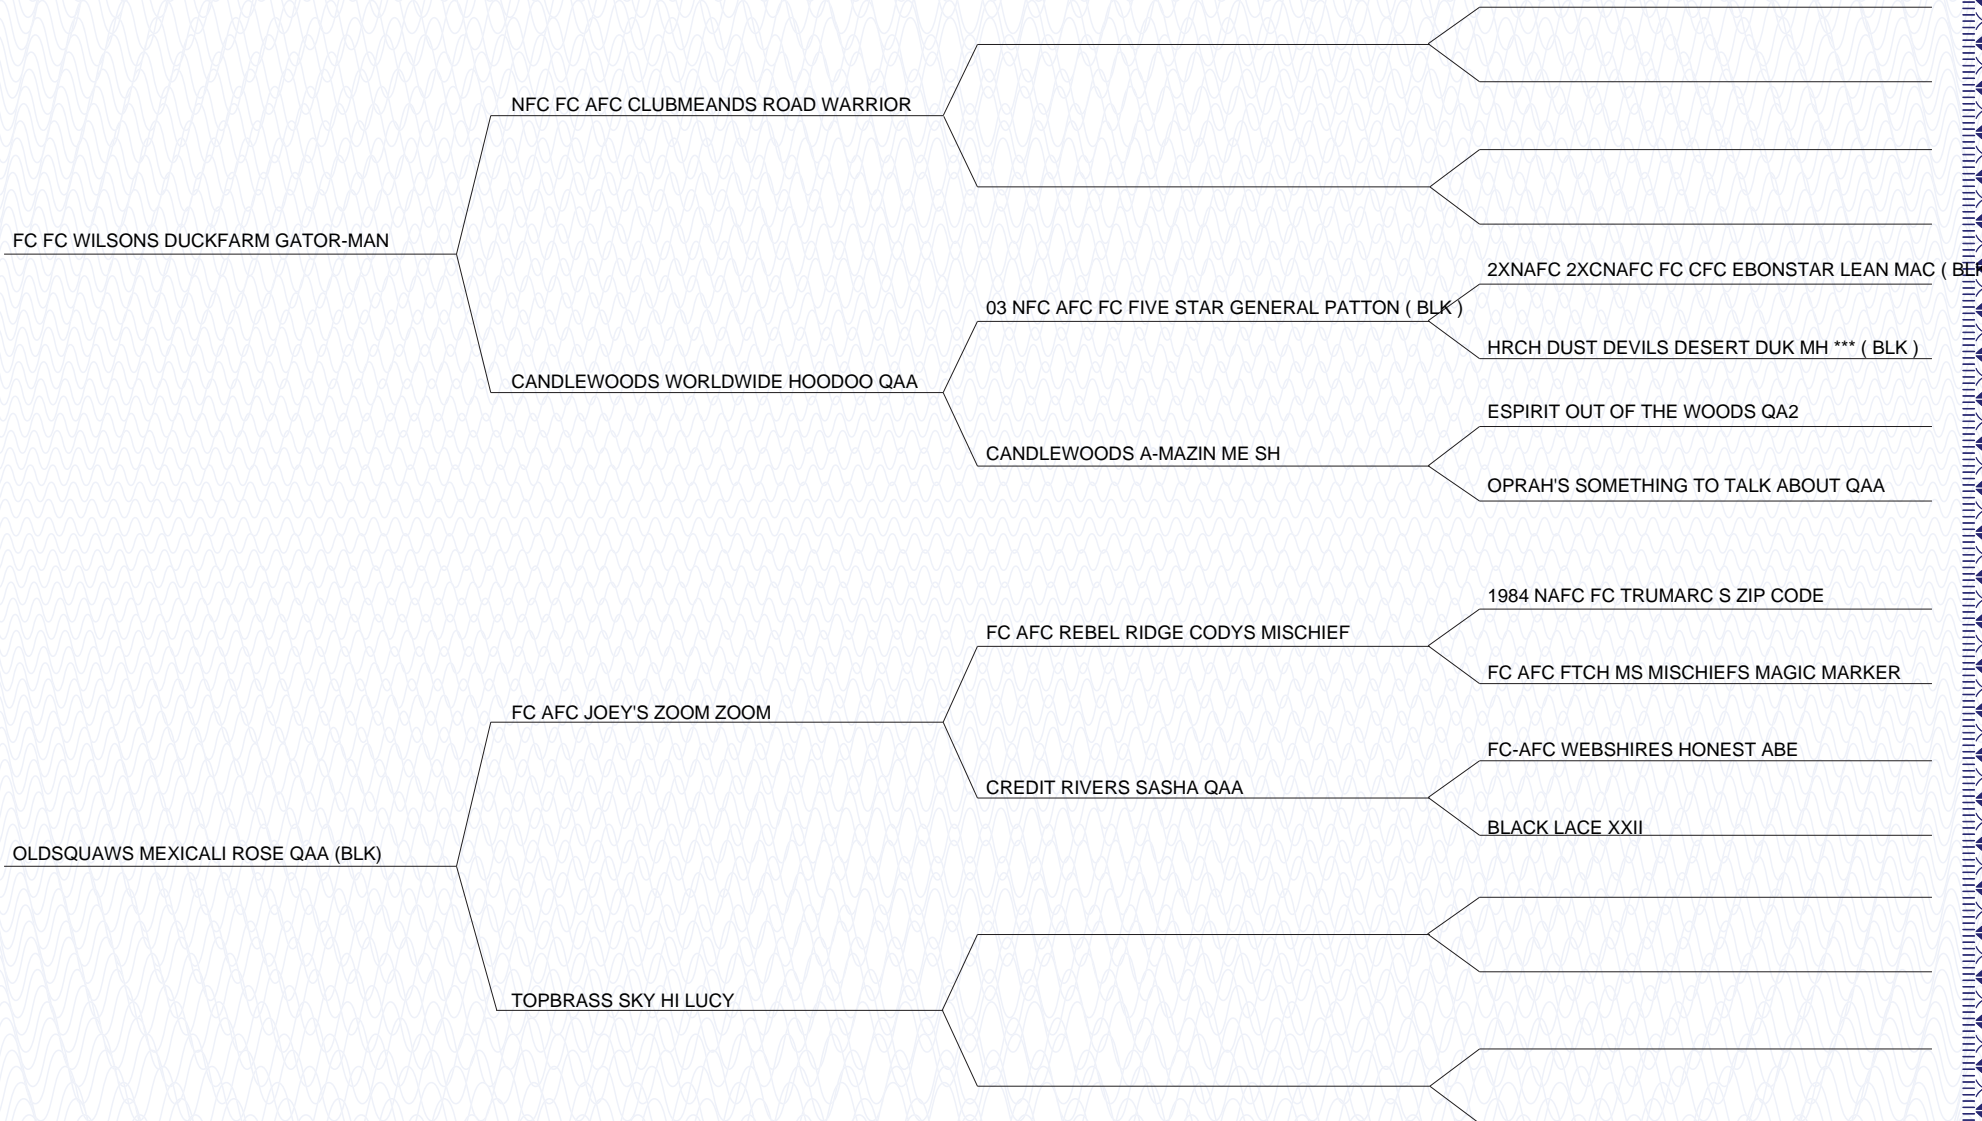 NFC FC AFC CLUBMEANDS ROAD WARRIOR
FC FC WILSONS DUCKFARM GATOR-MAN
2XNAFC 2XCNAFC FC CFC EBONSTAR LEAN MAC ( BLK
03 NFC AFC FC FIVE STAR GENERAL PATTON ( BLK )
HRCH DUST DEVILS DESERT DUK MH *** ( BLK )
CANDLEWOODS WORLDWIDE HOODOO QAA
ESPIRIT OUT OF THE WOODS QA2
CANDLEWOODS A-MAZIN ME SH
OPRAH'S SOMETHING TO TALK ABOUT QAA
1984 NAFC FC TRUMARC S ZIP CODE
FC AFC REBEL RIDGE CODYS MISCHIEF
FC AFC FTCH MS MISCHIEFS MAGIC MARKER
FC AFC JOEY'S ZOOM ZOOM
FC-AFC WEBSHIRES HONEST ABE
CREDIT RIVERS SASHA QAA
BLACK LACE XXII
OLDSQUAWS MEXICALI ROSE QAA (BLK)
TOPBRASS SKY HI LUCY